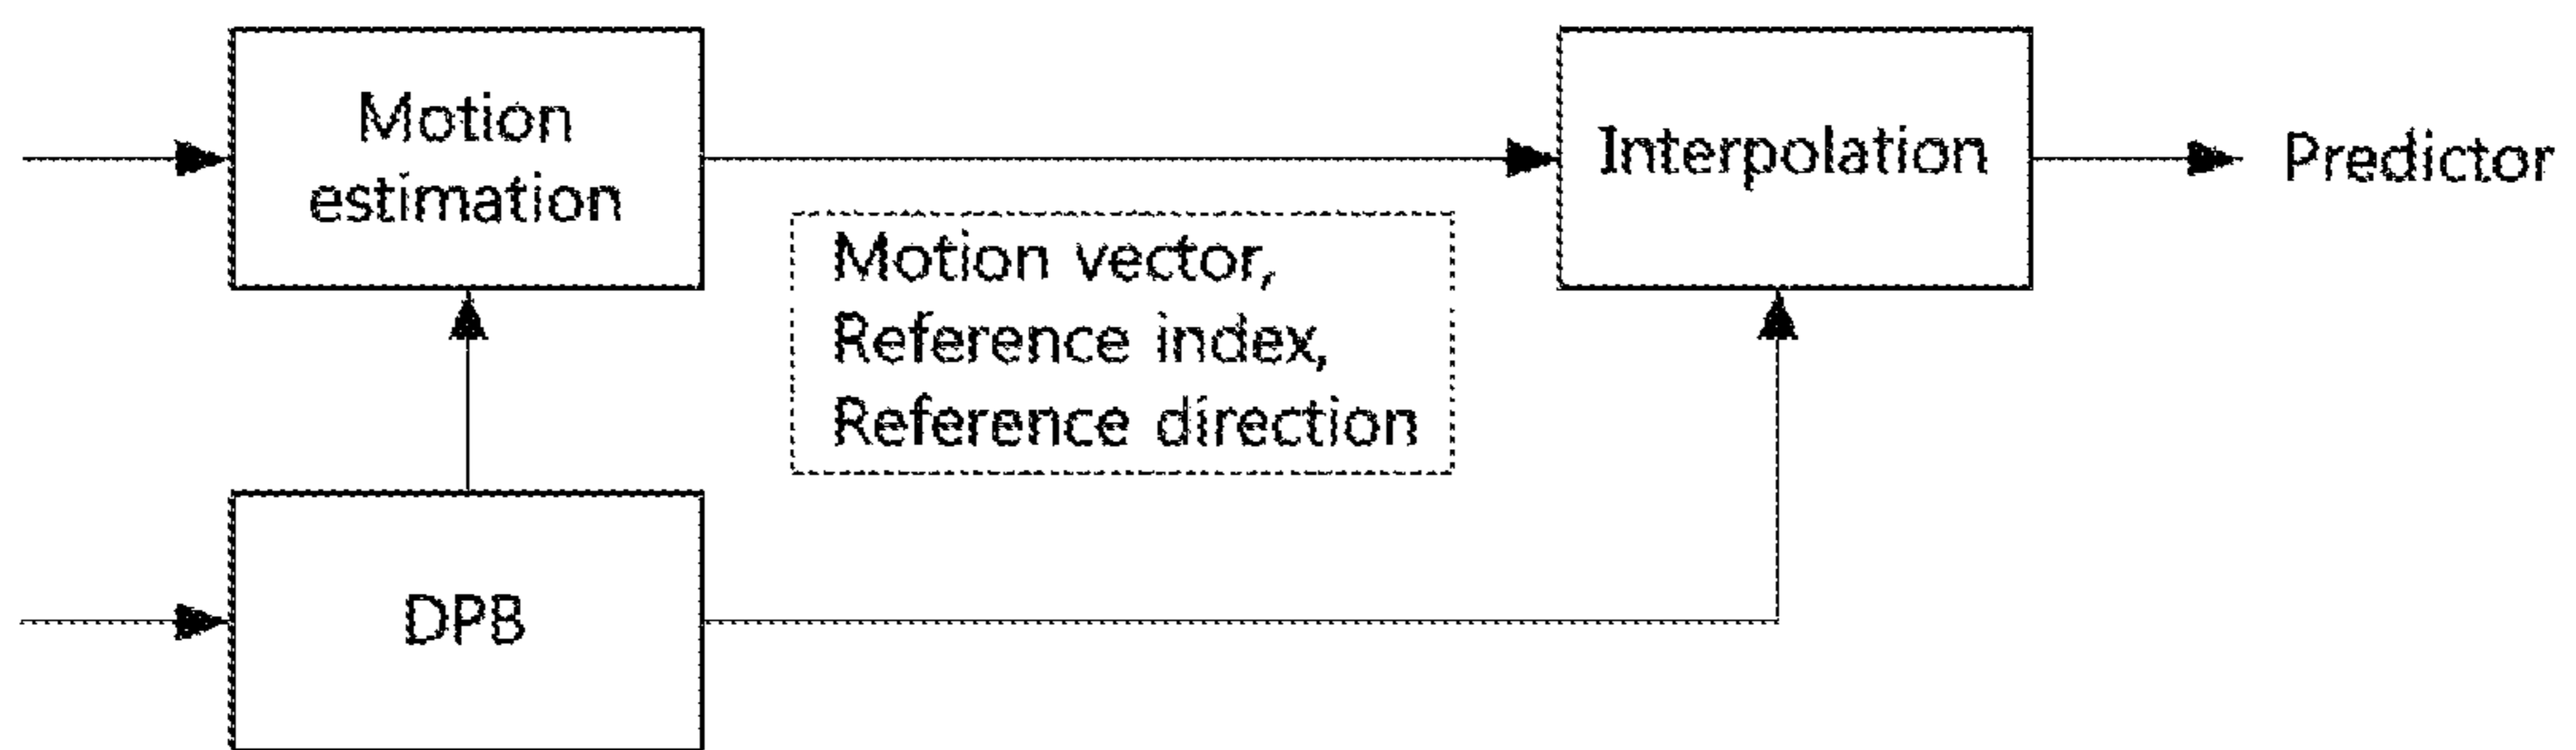 Motion
estimation
Interpolation
Predictor
Motion vector,
Reference index,
Reference direction
DPB